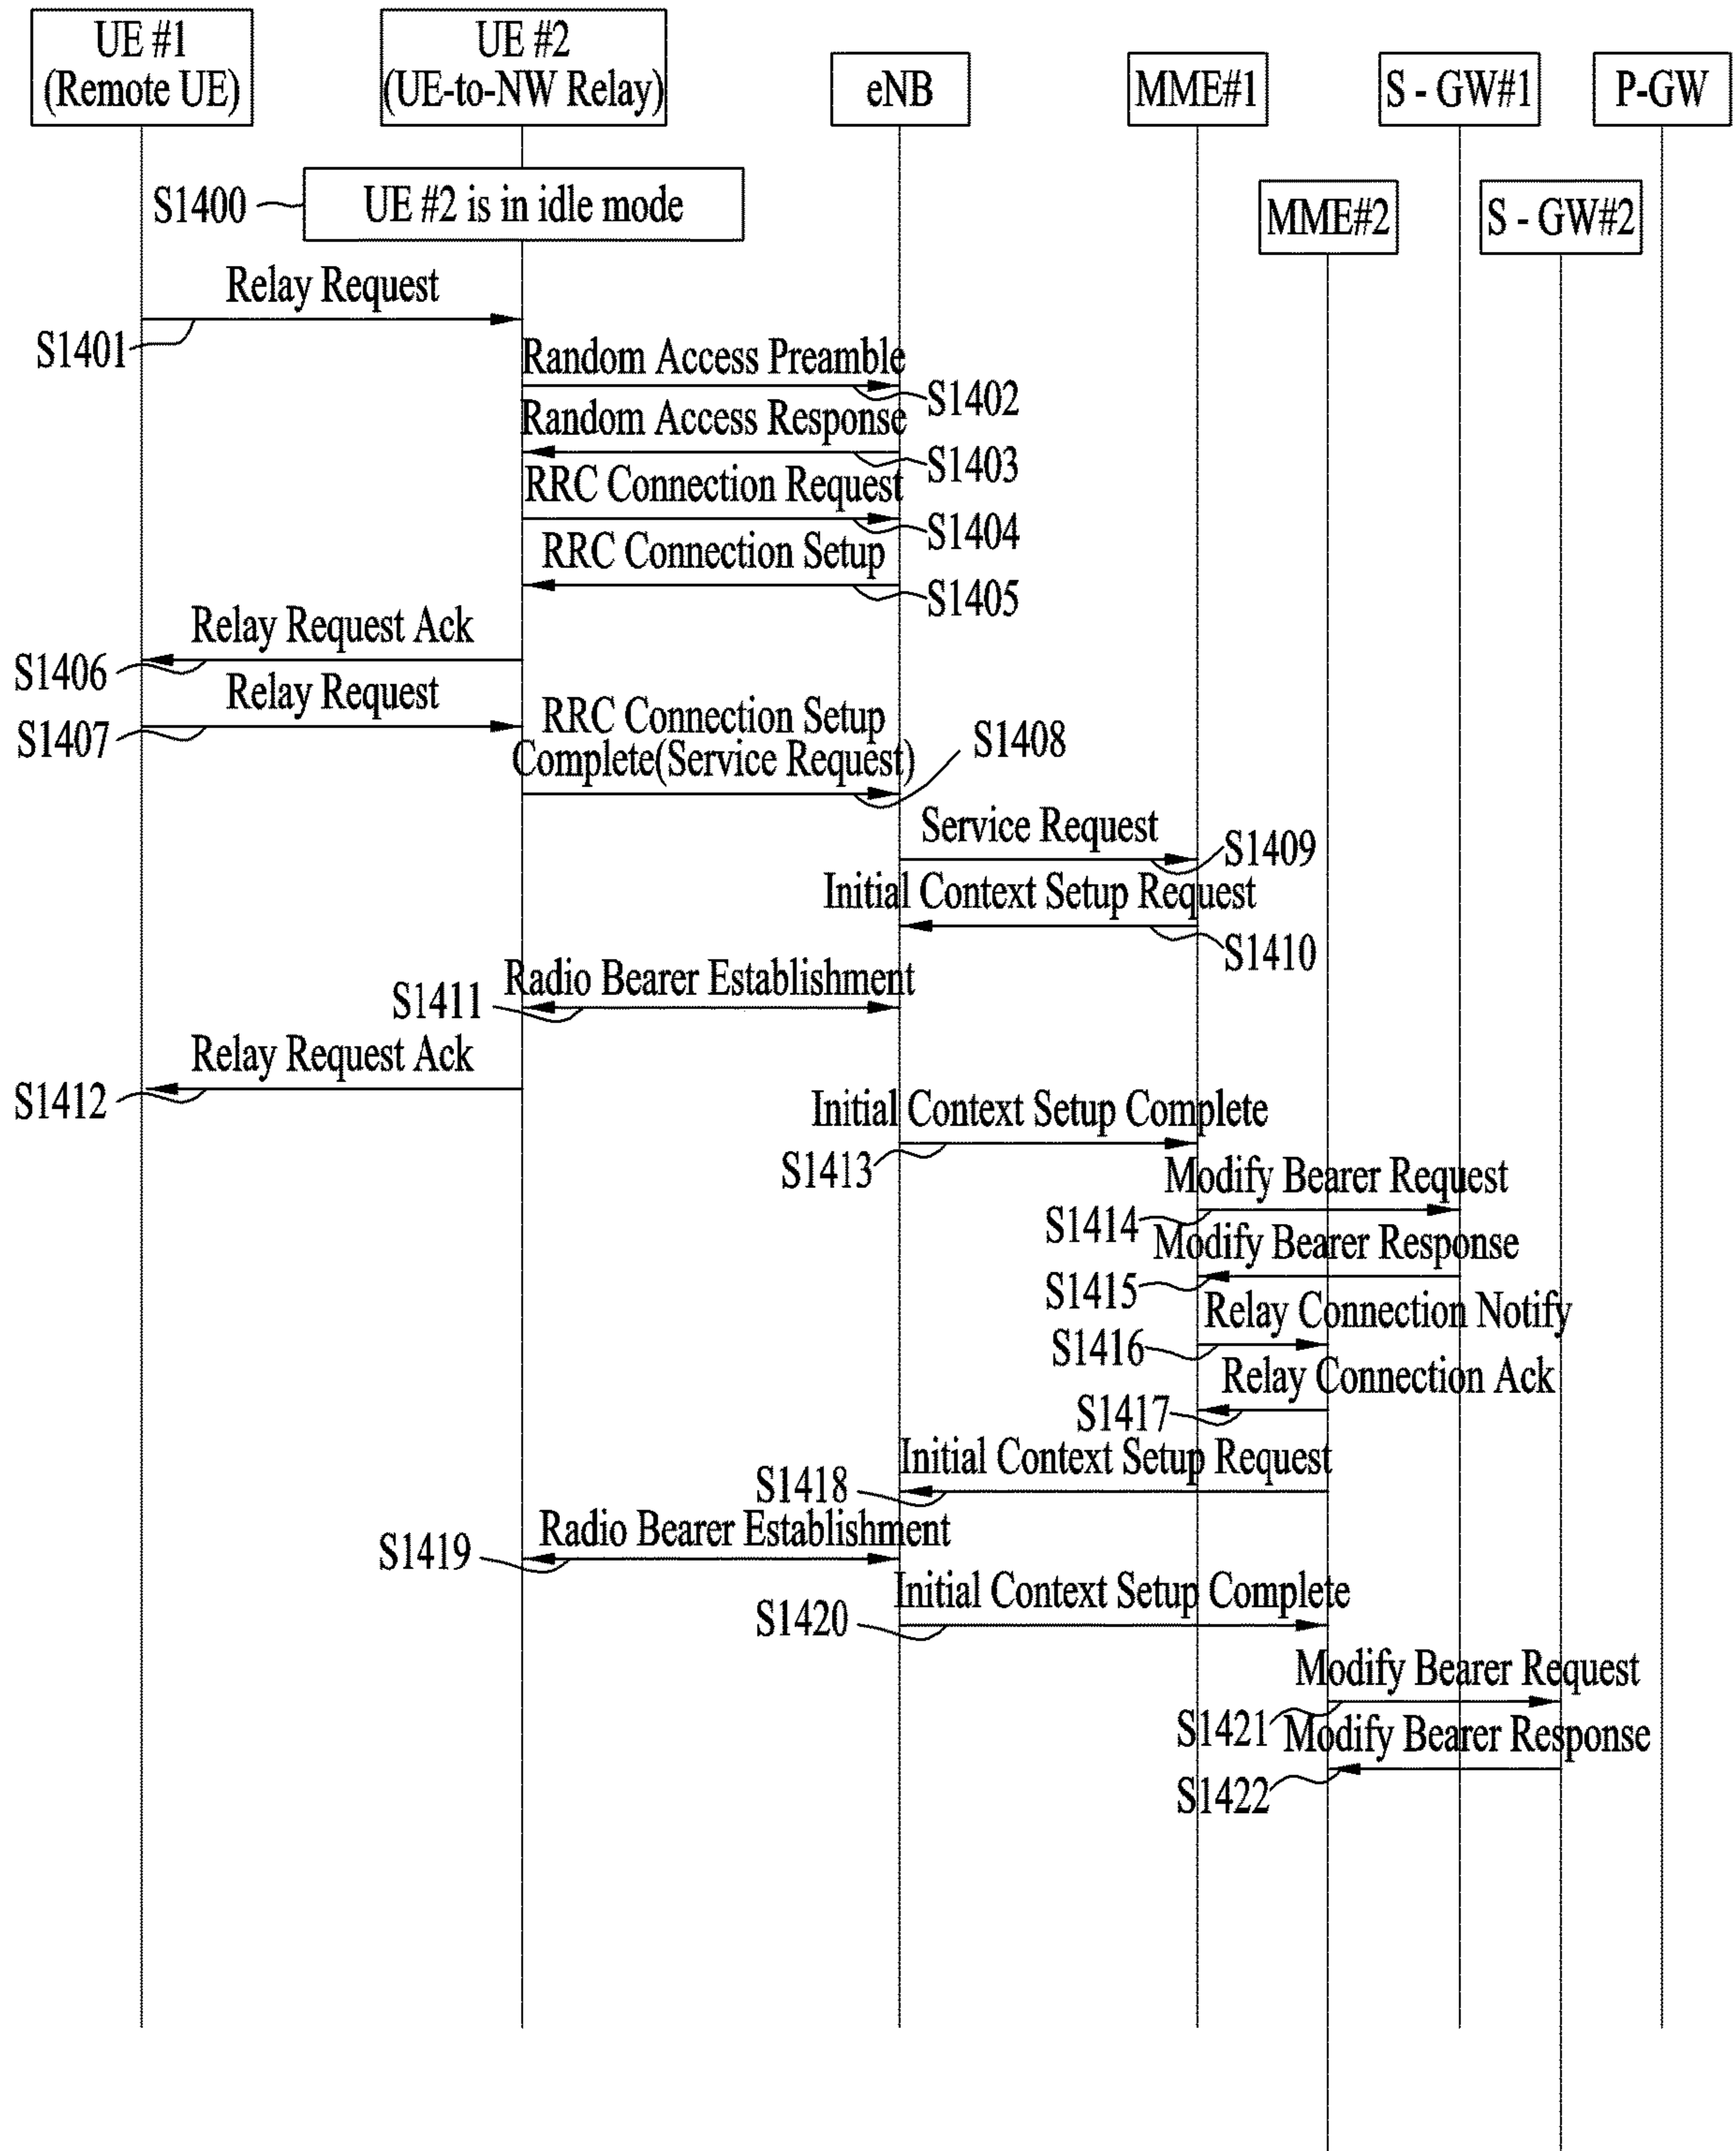 UE #1
(Remote UE)
UE #2
(UE-to-NW Relay)
eNB
MME#1
S - GW#1
P-GW
MME#2
S - GW#2
S1400
UE #2 is in idle mode
Relay Request
S1401
Random Access Preamble
S1402
Random Access Response
S1403
RRC Connection Request
S1404
RRC Connection Setup
S1405
Relay Request Ack
S1406
Relay Request
S1407
RRC Connection Setup
Complete(Service Request)
S1408
Service Request
S1409
Initial Context Setup Request
S1410
Radio Bearer Establishment
S1411
Relay Request Ack
S1412
Initial Context Setup Complete
S1413
Modify Bearer Request
S1414
Modify Bearer Response
S1415
Relay Connection Notify
S1416
Relay Connection Ack
S1417
Initial Context Setup Request
S1418
Radio Bearer Establishment
S1419
Initial Context Setup Complete
S1420
Modify Bearer Request
S1421
Modify Bearer Response
S1422